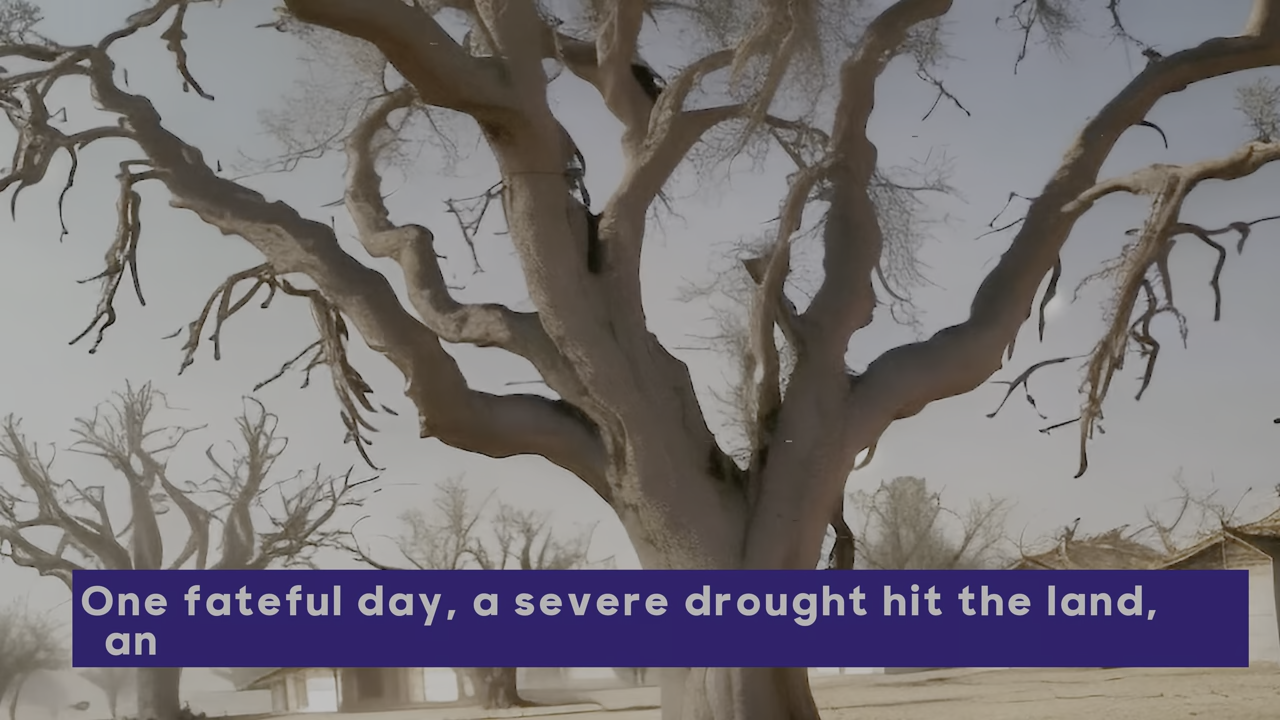 One fateful day, a severe drought hit the land,
an